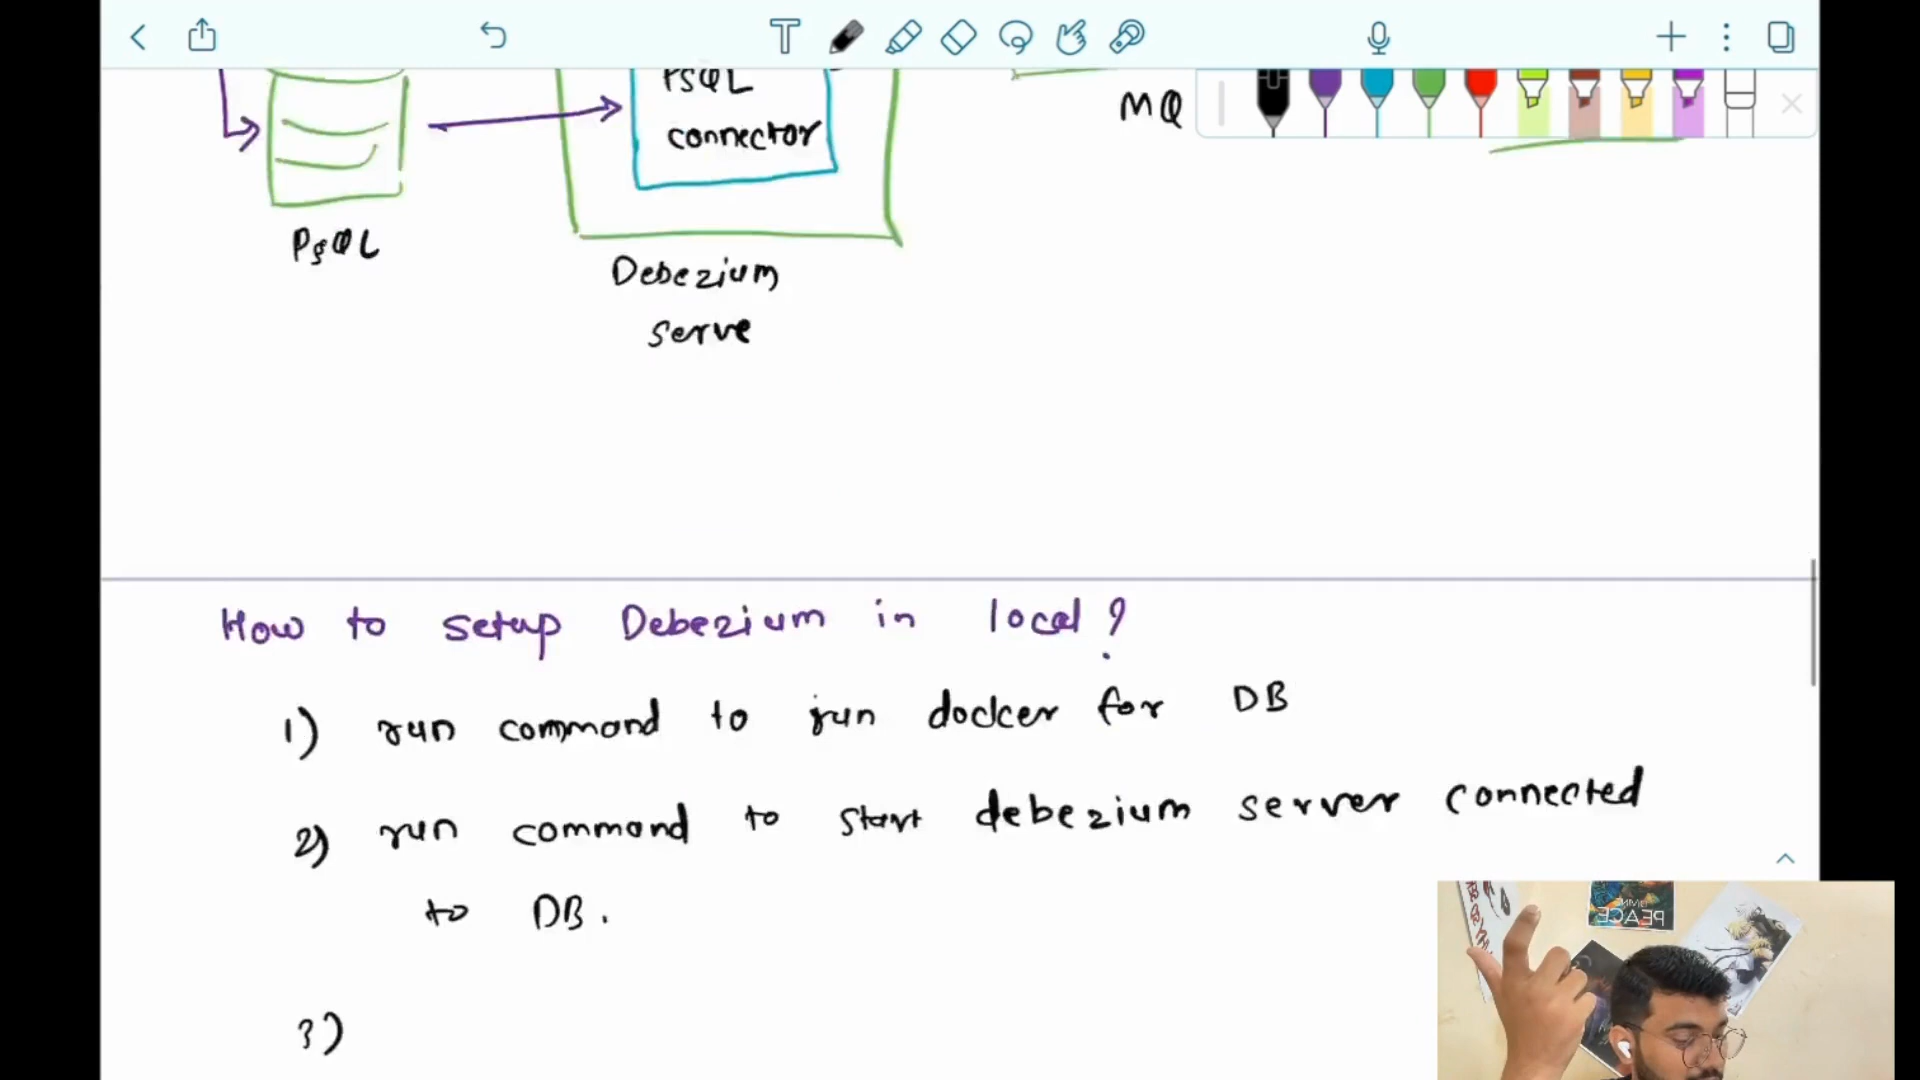 PSQL
connector
MQ
PSQL
Debezium
serve
How to setup Debezium in local?
1) run command to run docker for DB
2) run command to start debezium server connected
to DB.
3)
PEACE